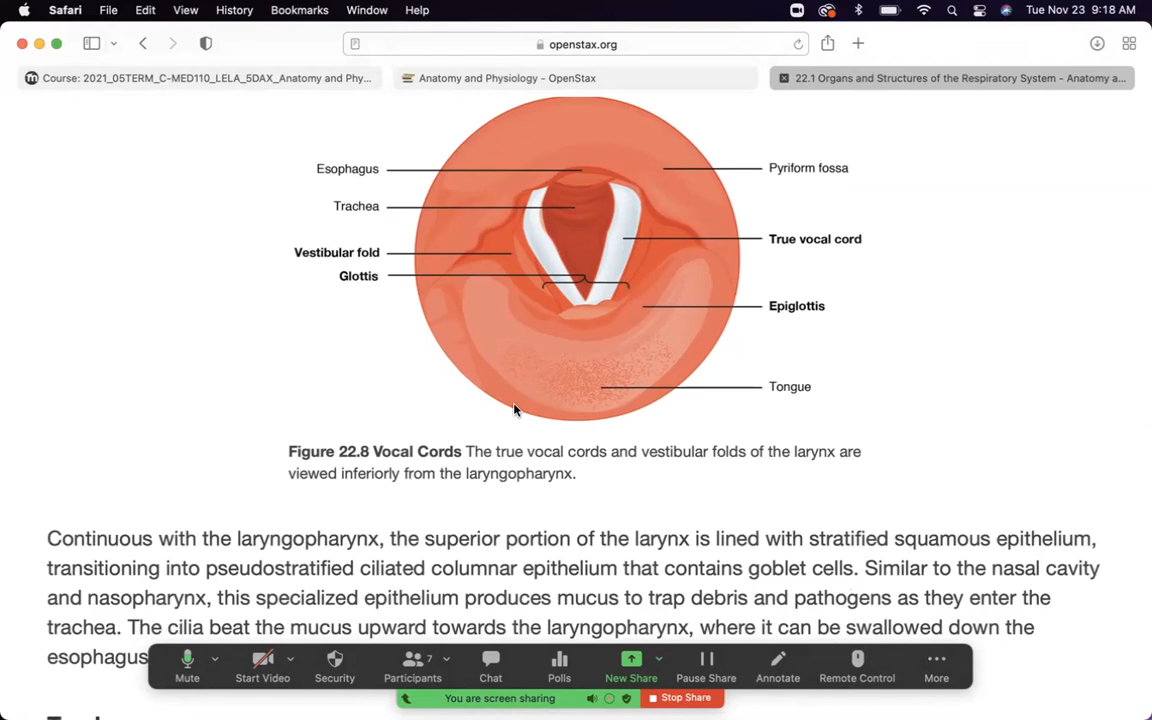 Safari File Edit View History Bookmarks Window Help Tue Nov 23 9:18 AM
openstax.org
Course: 2021_05TERM_C-MED110_LELA_5DAX_Anatomy and Phy... Anatomy and Physiology - OpenStax 22.1 Organs and Structures of the Respiratory System - Anatomy a...
Esophagus Pyriform fossa
Trachea
True vocal cord
Vestibular fold
Glottis
Epiglottis
Tongue
Figure 22.8 Vocal Cords The true vocal cords and vestibular folds of the larynx are
viewed inferiorly from the laryngopharynx.
Continuous with the laryngopharynx, the superior portion of the larynx is lined with stratified squamous epithelium,
transitioning into pseudostratified ciliated columnar epithelium that contains goblet cells. Similar to the nasal cavity
and nasopharynx, this specialized epithelium produces mucus to trap debris and pathogens as they enter the
trachea. The cilia beat the mucus upward towards the laryngopharynx, where it can be swallowed down the
esophagus
7
Mute Start Video Security Participants Chat Polls New Share Pause Share Annotate Remote Control More
You are screen sharing Stop Share